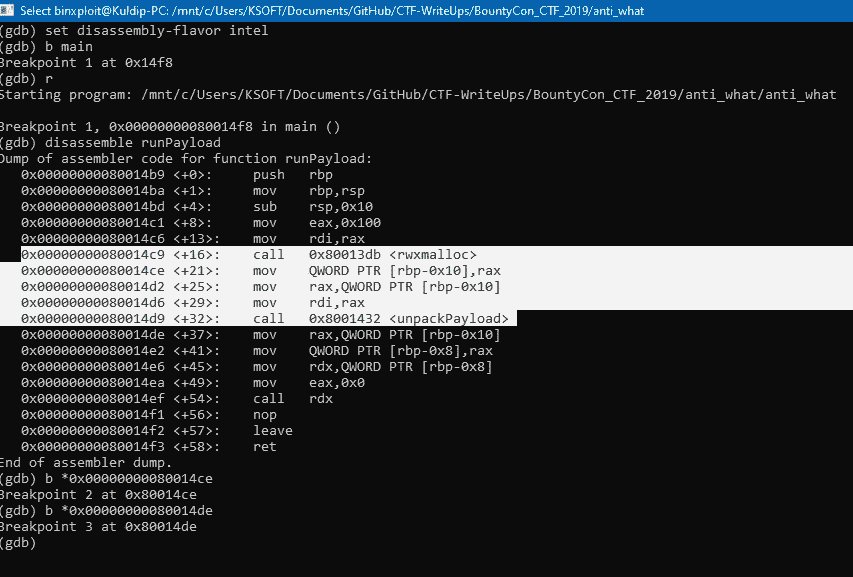 Select binxploit@Kuldip-PC: /mnt/c/Users/KSOFT/Documents/GitHub/CTF-WriteUps/BountyCon_CTF_2019/anti_what
(gdb) set disassembly-flavor intel
(gdb) b main
Breakpoint 1 at 0x14f8
(gdb) r
Starting program: /mnt/c/Users/KSOFT/Documents/GitHub/CTF-WriteUps/BountyCon_CTF_2019/anti_what/anti_what
Breakpoint 1, 0x00000000080014f8 in main ()
(gdb) disassemble runPayload
Dump of assembler code for function runPayload:
0x00000000080014b9 <+0>: push rbp
0x00000000080014ba <+1>: mov rbp,rsp
0x00000000080014bd <+4>: sub rsp,0x10
0x00000000080014c1 <+8>: mov eax,0x100
0x00000000080014c6 <+13>: mov rdi,rax
0x00000000080014c9 <+16>: call 0x80013db <rwxmalloc>
0x00000000080014ce <+21>: mov QWORD PTR [rbp-0x10],rax
0x00000000080014d2 <+25>: mov rax,QWORD PTR [rbp-0x10]
0x00000000080014d6 <+29>: mov rdi,rax
0x00000000080014d9 <+32>: call 0x8001432 <unpackPayload>
0x00000000080014de <+37>: mov rax,QWORD PTR [rbp-0x10]
0x00000000080014e2 <+41>: mov QWORD PTR [rbp-0x8],rax
0x00000000080014e6 <+45>: mov rdx,QWORD PTR [rbp-0x8]
0x00000000080014ea <+49>: mov eax,0x0
0x00000000080014ef <+54>: call rdx
0x00000000080014f1 <+56>: nop
0x00000000080014f2 <+57>: leave
0x00000000080014f3 <+58>: ret
End of assembler dump.
(gdb) b *0x00000000080014ce
Breakpoint 2 at 0x80014ce
(gdb) b *0x00000000080014de
Breakpoint 3 at 0x80014de
(gdb)